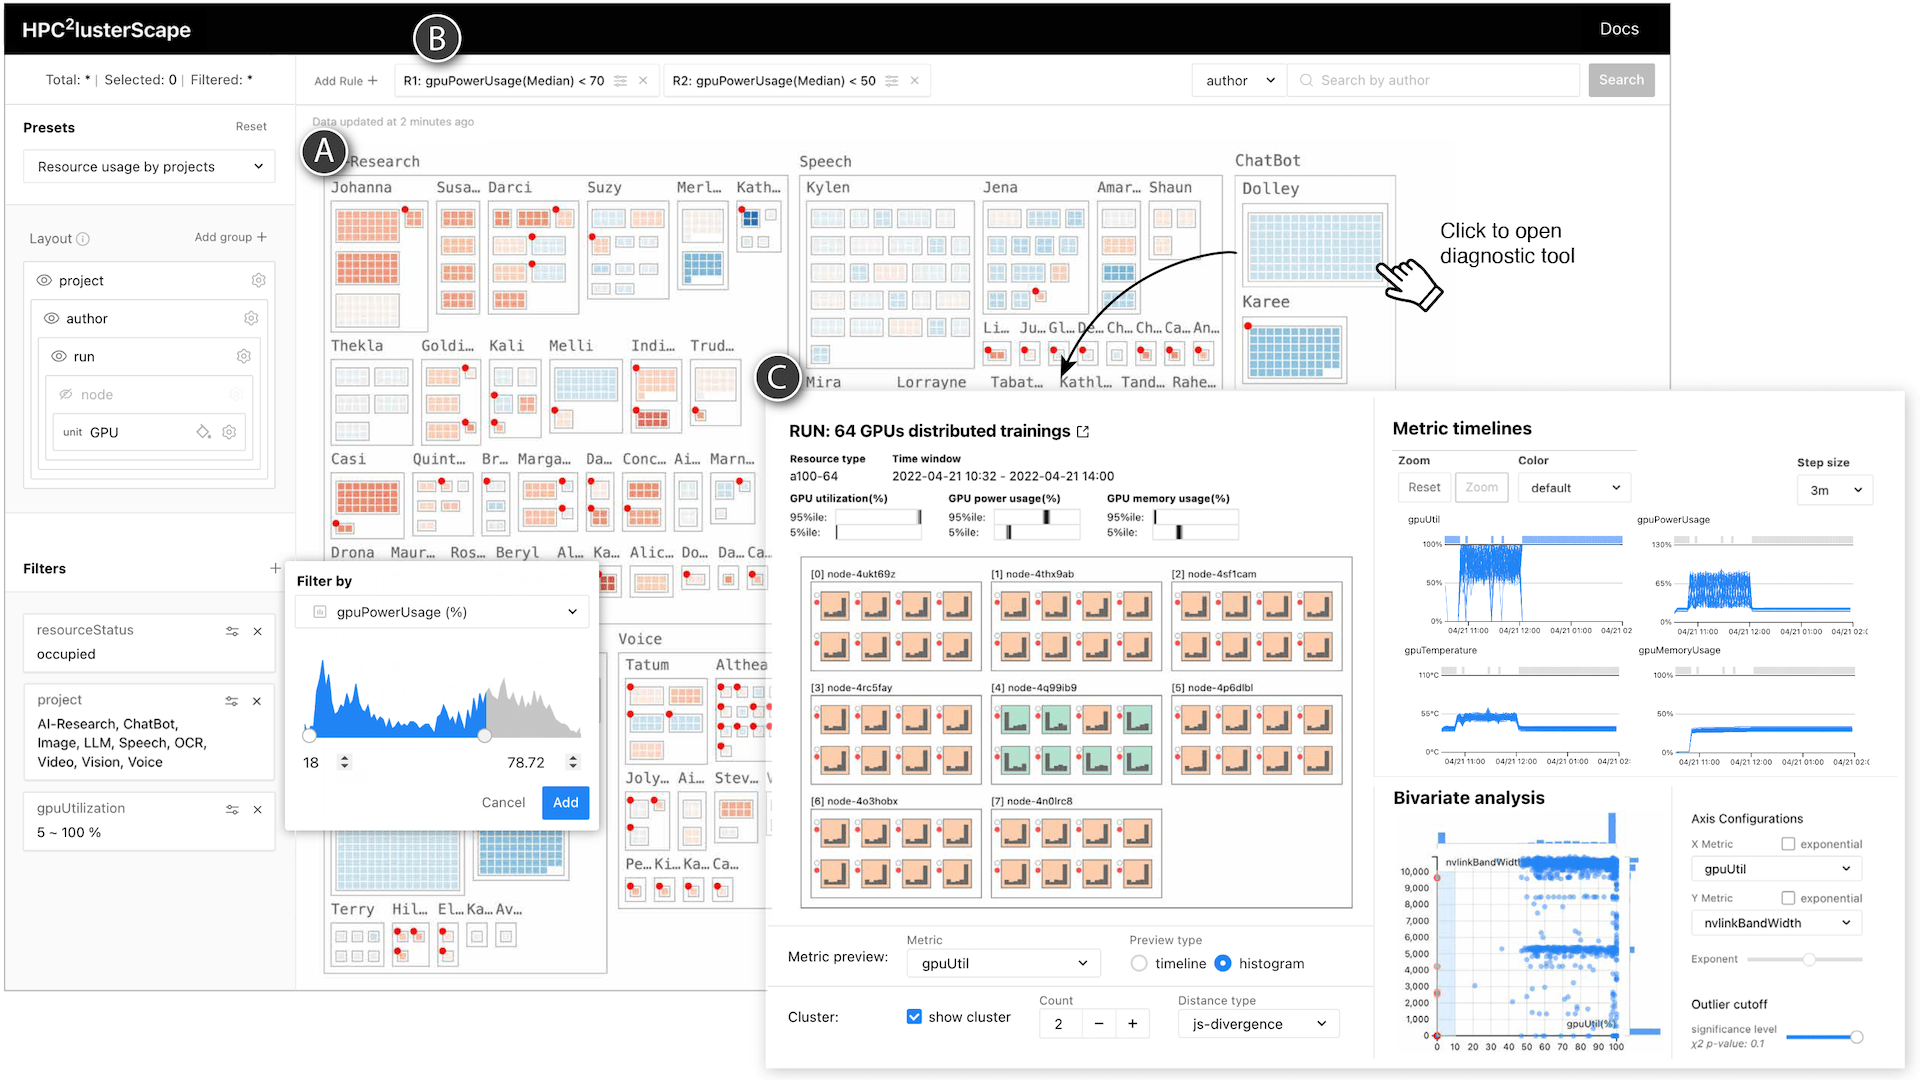 HPC²lusterScape
Docs
B
Total: * | Selected: 0 | Filtered: *
Add Rule +
R1: gpuPowerUsage(Median) < 70
R2: gpuPowerUsage(Median) < 50
author
Search by author
Search
Presets
Reset
Resource usage by projects
Layout
Add group +
project
author
run
node
unit GPU
Filters
+
resourceStatus
occupied
project
AI-Research, ChatBot,
Image, LLM, Speech, OCR,
Video, Vision, Voice
gpuUtilization
5 ~ 100 %
Data updated at 2 minutes ago
A
-Research
Johanna Susa… Darci Suzy Merl… Kath…
Thekla Goldi… Kali Melli Indi… Trud…
Casi Quint… Br… Marga… Da… Conc… Ai… Marn…
Drona Maur… Ros… Beryl Al… Ka… Alic… Do… Da… Ca…
Speech
Kylen Jena Amar… Shaun
Li… Ju… Gl… De… Ch… Ch… Ca… An…
Mira Lorrayne Tabat… Kathl… Tand… Rahe…
ChatBot
Dolley
Karee
Click to open
diagnostic tool
Filter by
gpuPowerUsage (%)
18
78.72
Cancel
Add
Voice
Tatum Althea
Joly… Ai… Stev…
Pe… Ki… Ka… Ca…
Terry Hil… El… Ka… Av…
C
RUN: 64 GPUs distributed trainings
Resource type Time window
a100-64 2022-04-21 10:32 - 2022-04-21 14:00
GPU utilization(%) GPU power usage(%) GPU memory usage(%)
95%ile: 95%ile: 95%ile:
5%ile: 5%ile: 5%ile:
[0] node-4ukt69z [1] node-4thx9ab [2] node-4sf1cam
[3] node-4rc5fay [4] node-4q99ib9 [5] node-4p6dlbl
[6] node-4o3hobx [7] node-4n0lrc8
Metric preview:
Metric
gpuUtil
Preview type
timeline histogram
Cluster:
show cluster
Count
2 − +
Distance type
js-divergence
Metric timelines
Zoom
Reset Zoom
Color
default
Step size
3m
gpuUtil
100%
50%
0%
04/21 11:00 04/21 12:00 04/21 01:00 04/21 02
gpuPowerUsage
130%
65%
0%
04/21 11:00 04/21 12:00 04/21 01:00 04/21 02:
gpuTemperature
110°C
55°C
0°C
04/21 11:00 04/21 12:00 04/21 01:00 04/21 02:
gpuMemoryUsage
100%
50%
0%
04/21 11:00 04/21 12:00 04/21 01:00 04/21 02:
Bivariate analysis
nvlinkBandWidth
10,000
9,000
8,000
7,000
6,000
5,000
4,000
3,000
2,000
1,000
0
gpuUtil(%)
0 10 20 30 40 50 60 70 80 90 100
Axis Configurations
X Metric exponential
gpuUtil
Y Metric exponential
nvlinkBandWidth
Exponent
Outlier cutoff
significance level
χ2 p-value: 0.1